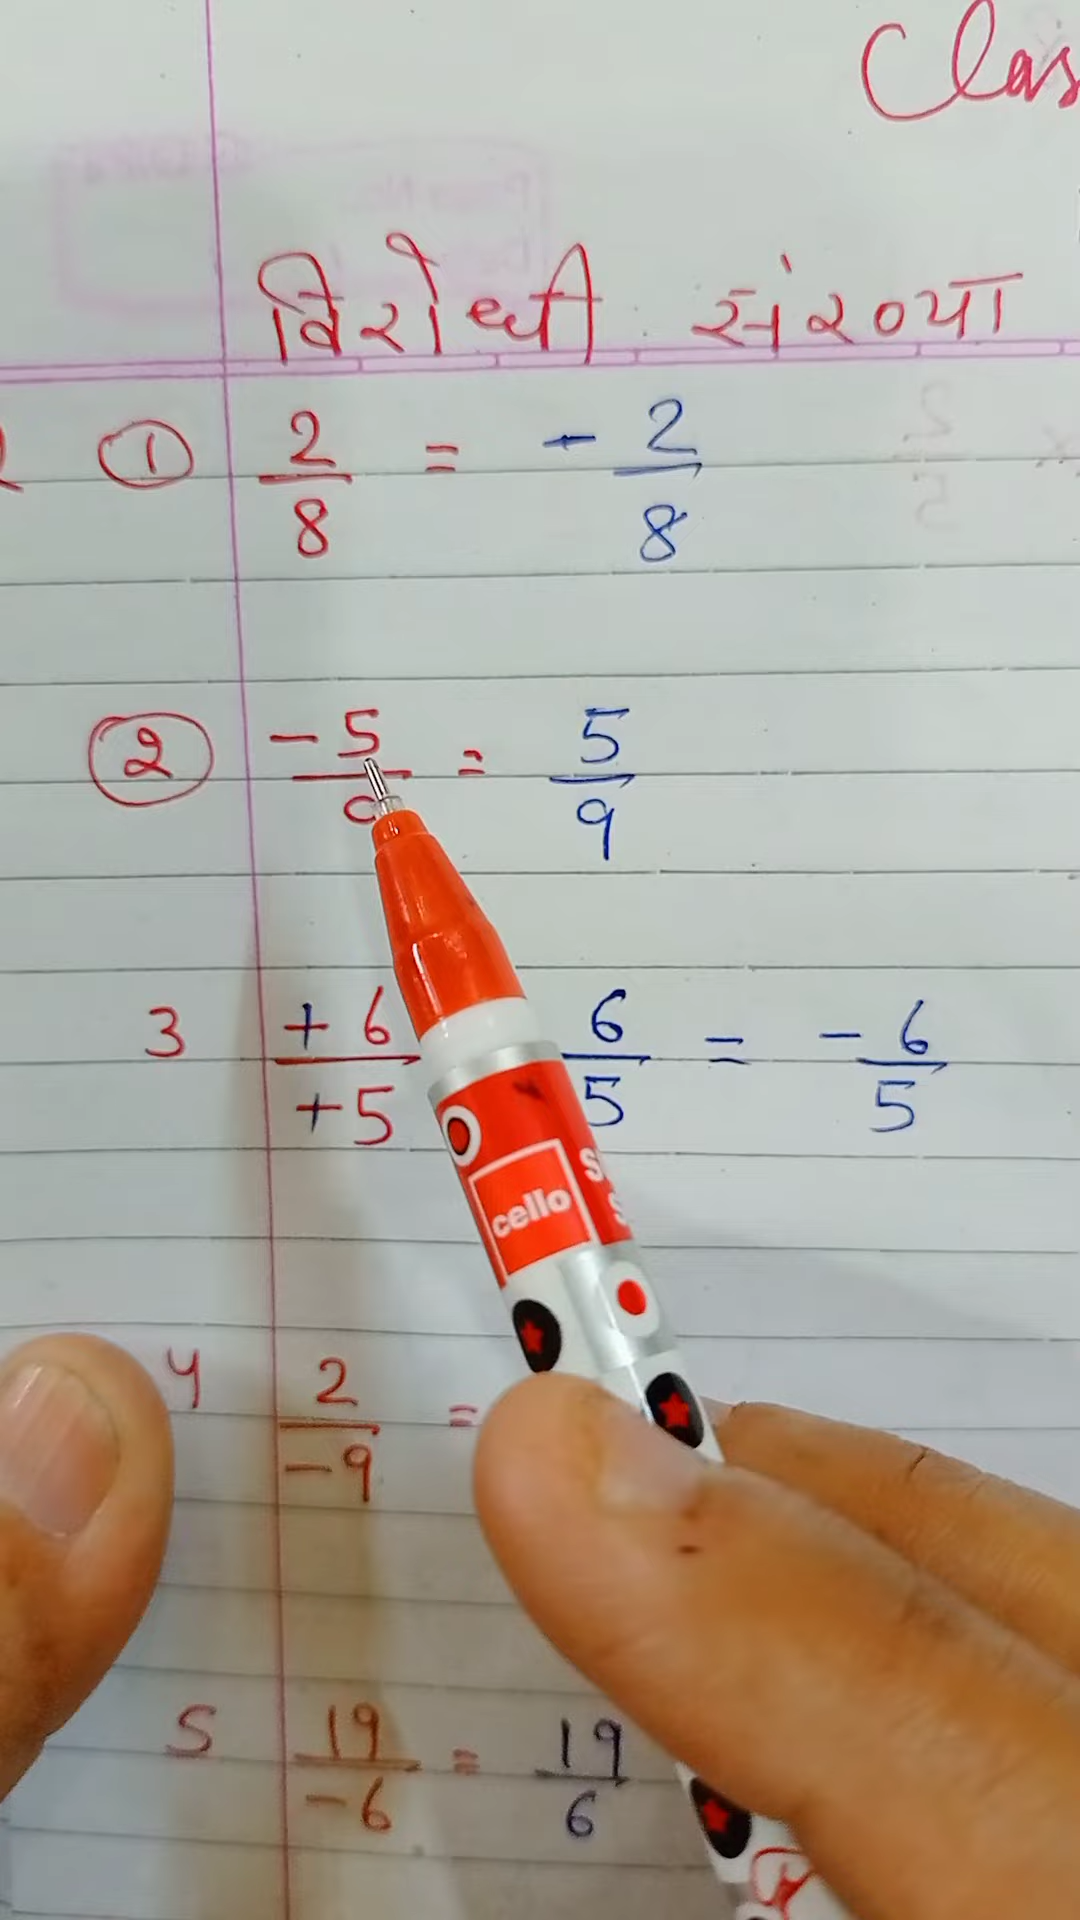 Clas
विरोधी संख्या
① 2/8 = - 2/8
② -5/9 = 5/9
3 +6/+5 6/5 = -6/5
4 2/-9 =
5 19/-6 = 19/6
cello